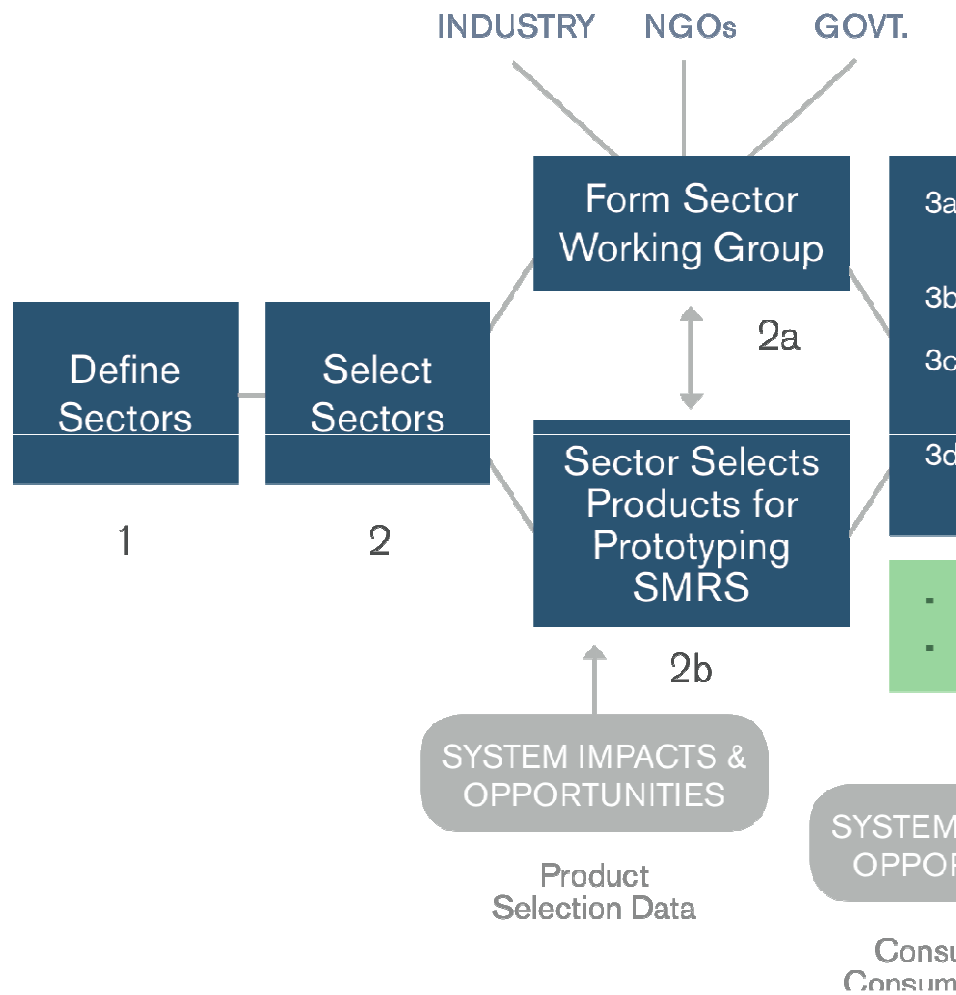 INDUSTRY NGOs GOVT.
Form Sector
Working Group
2a
Define
Sectors
1
Select
Sectors
2
Sector Selects
Products for
Prototyping
SMRS
2b
SYSTEM IMPACTS &
OPPORTUNITIES
Product
Selection Data
3a
3b
3c
3d
SYSTEM